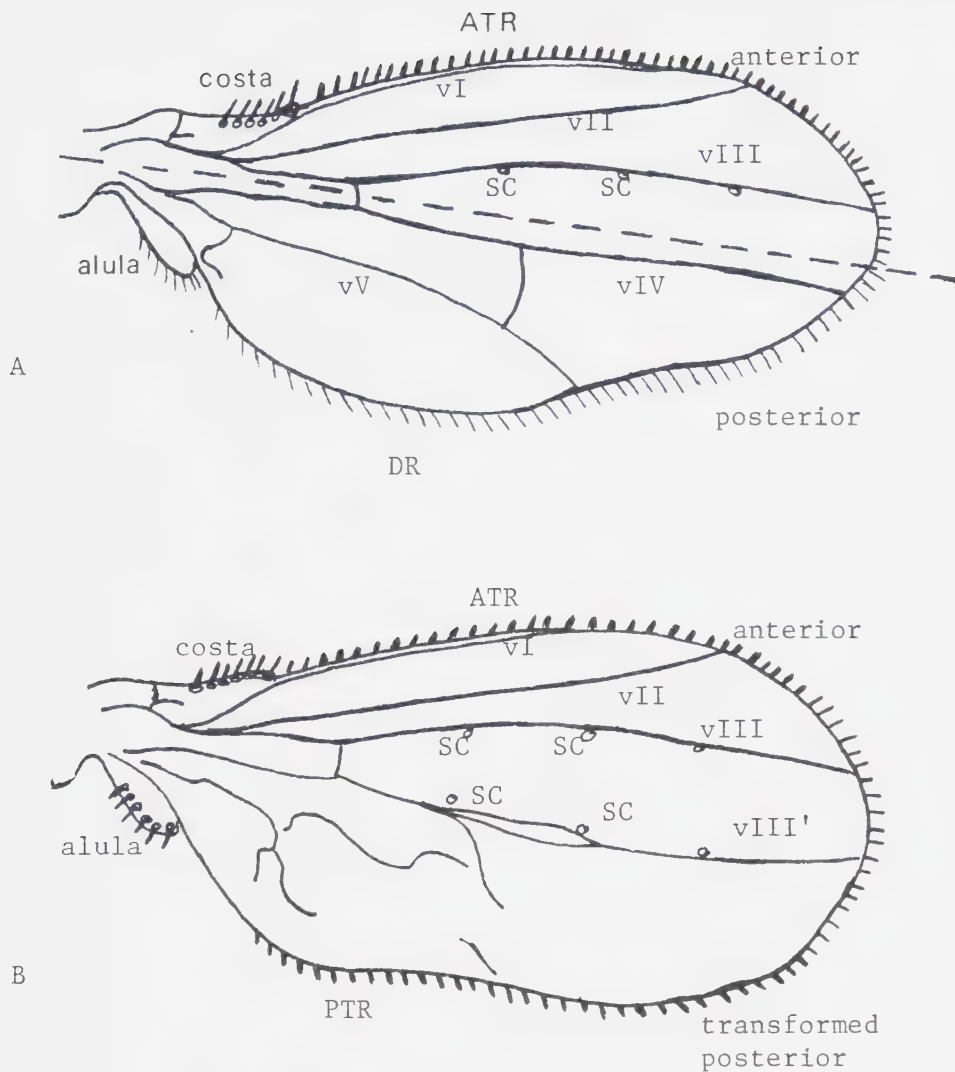 ATR
anterior
costa
vI
vII
vIII
SC
SC
alula
vV
vIV
A
posterior
DR
ATR
anterior
costa
vI
vII
vIII
SC
SC
SC
SC
vIII'
alula
B
PTR
transformed
posterior